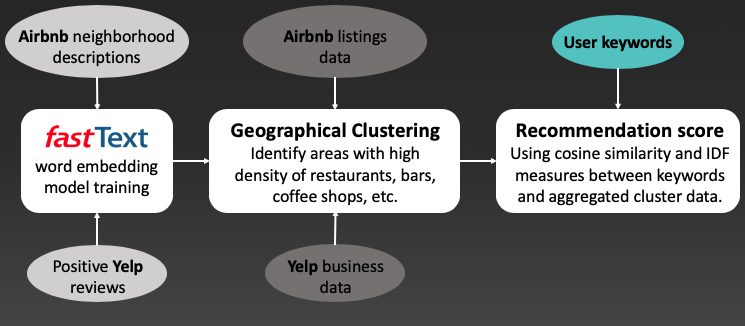 Airbnb neighborhood
descriptions
Airbnb listings
data
User keywords
fastText
word embedding
model training
Geographical Clustering
Identify areas with high
density of restaurants, bars,
coffee shops, etc.
Recommendation score
Using cosine similarity and IDF
measures between keywords
and aggregated cluster data.
Positive Yelp
reviews
Yelp business
data